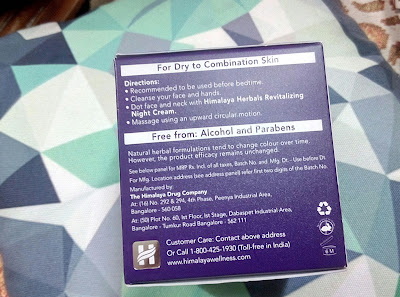 For Dry to Combination Skin
Directions:
• Recommended to be used before bedtime.
• Cleanse your face and hands.
• Dot face and neck with Himalaya Herbals Revitalizing
Night Cream.
• Massage using an upward circular motion.
Free from: Alcohol and Parabens
Natural herbal formulations tend to change colour over time.
However, the product efficacy remains unchanged.
See below panel for MRP Rs. Incl. of all taxes, Batch No. and Mfg. Dt. - Use before Dt
For Mfg. Location address (see address panel) refer first two digits of the Batch No.
Manufactured by:
The Himalaya Drug Company
At: (16) No. 292 & 294, 4th Phase, Peenya Industrial Area,
Bangalore - 560 058
At: (50) Plot No. 60, Ist Floor, Ist Stage, Dabaspet Industrial Area,
Bangalore - Tumkur Road Bangalore - 562 111
Customer Care: Contact above address
Or Call 1-800-425-1930 (Toll-free in India)
www.himalayawellness.com
6 M